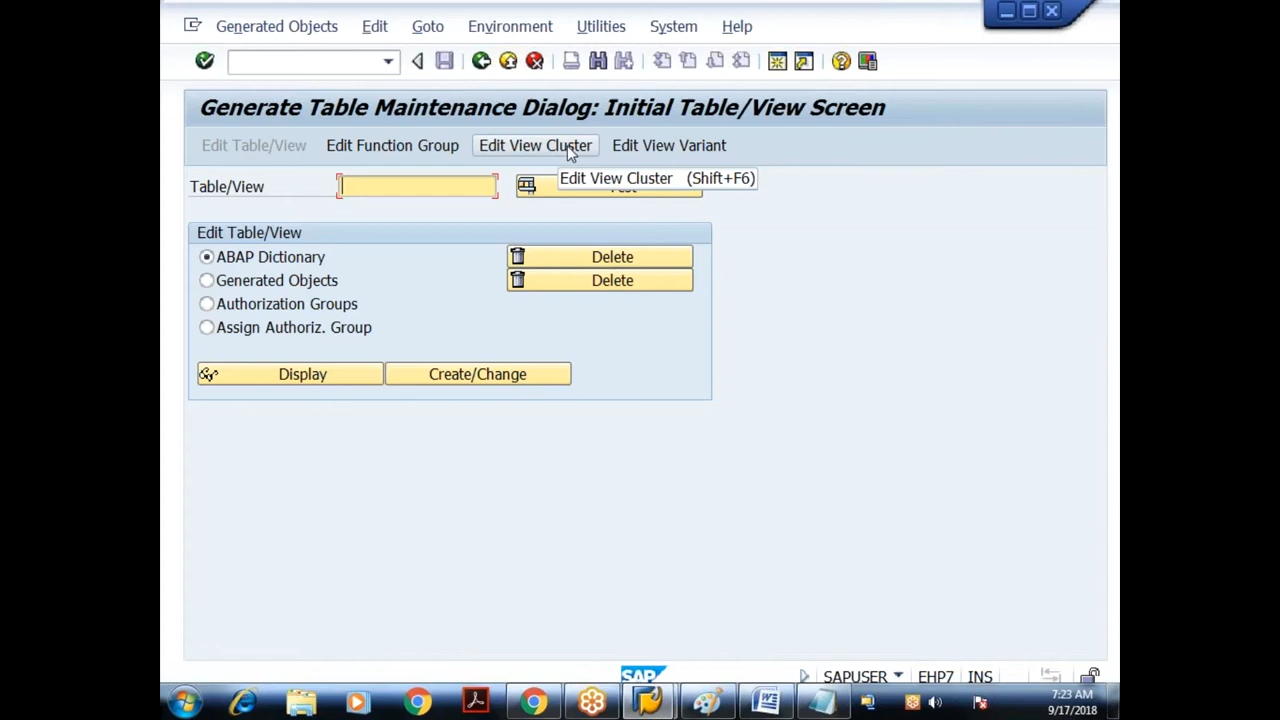 Generated Objects Edit Goto Environment Utilities System Help
Generate Table Maintenance Dialog: Initial Table/View Screen
Edit Table/View Edit Function Group Edit View Cluster Edit View Variant
Edit View Cluster (Shift+F6)
Table/View
Edit Table/View
ABAP Dictionary Delete
Generated Objects Delete
Authorization Groups
Assign Authoriz. Group
Display Create/Change
SAP SAPUSER EHP7 INS
7:23 AM
9/17/2018